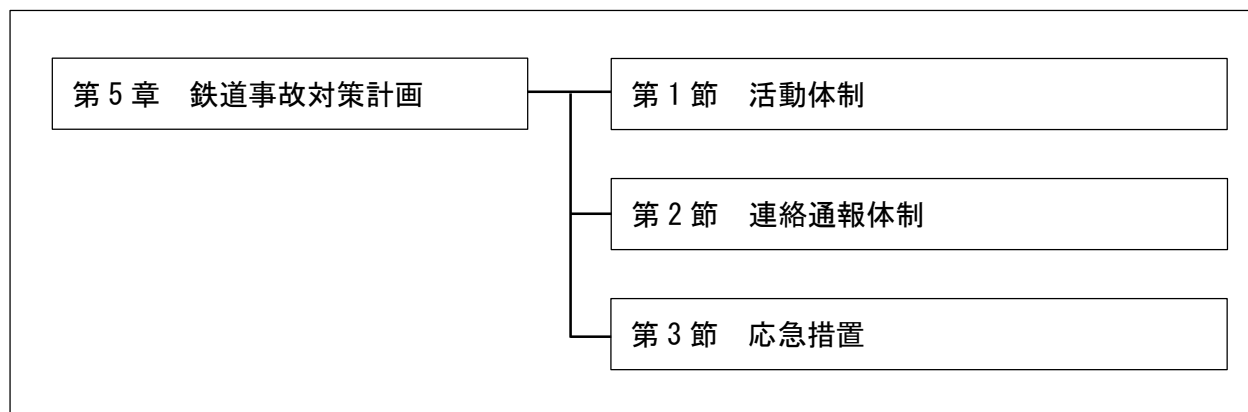 第5章　鉄道事故対策計画
第1節　活動体制
第2節　連絡通報体制
第3節　応急措置